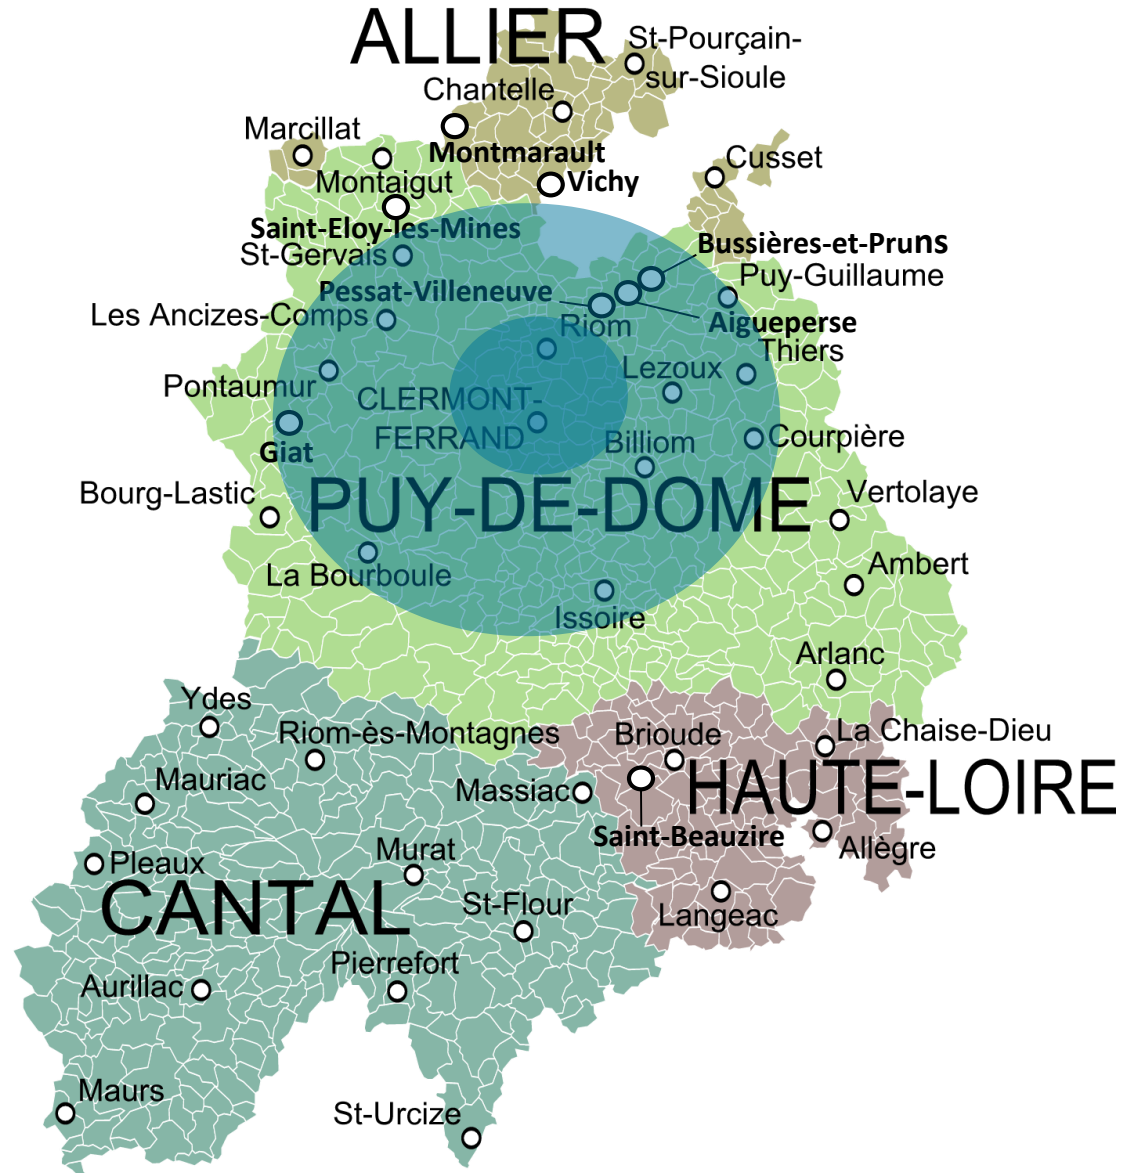 ALLIER
St-Pourçain-
sur-Sioule
Chantelle
Marcillat
Montmarault
Cusset
Montaigut
Vichy
Saint-Eloy-les-Mines
St-Gervais
Bussières-et-Pruns
Puy-Guillaume
Pessat-Villeneuve
Les Ancizes-Comps
Riom
Aigueperse
Thiers
Pontaumur
Lezoux
CLERMONT-
FERRAND
Giat
Billiom
Courpière
Bourg-Lastic
PUY-DE-DOME
Vertolaye
La Bourboule
Ambert
Issoire
Arlanc
Ydes
Riom-ès-Montagnes
Brioude
La Chaise-Dieu
Mauriac
Massiac
HAUTE-LOIRE
Saint-Beauzire
Allègre
Pleaux
Murat
CANTAL
St-Flour
Langeac
Pierrefort
Aurillac
Maurs
St-Urcize